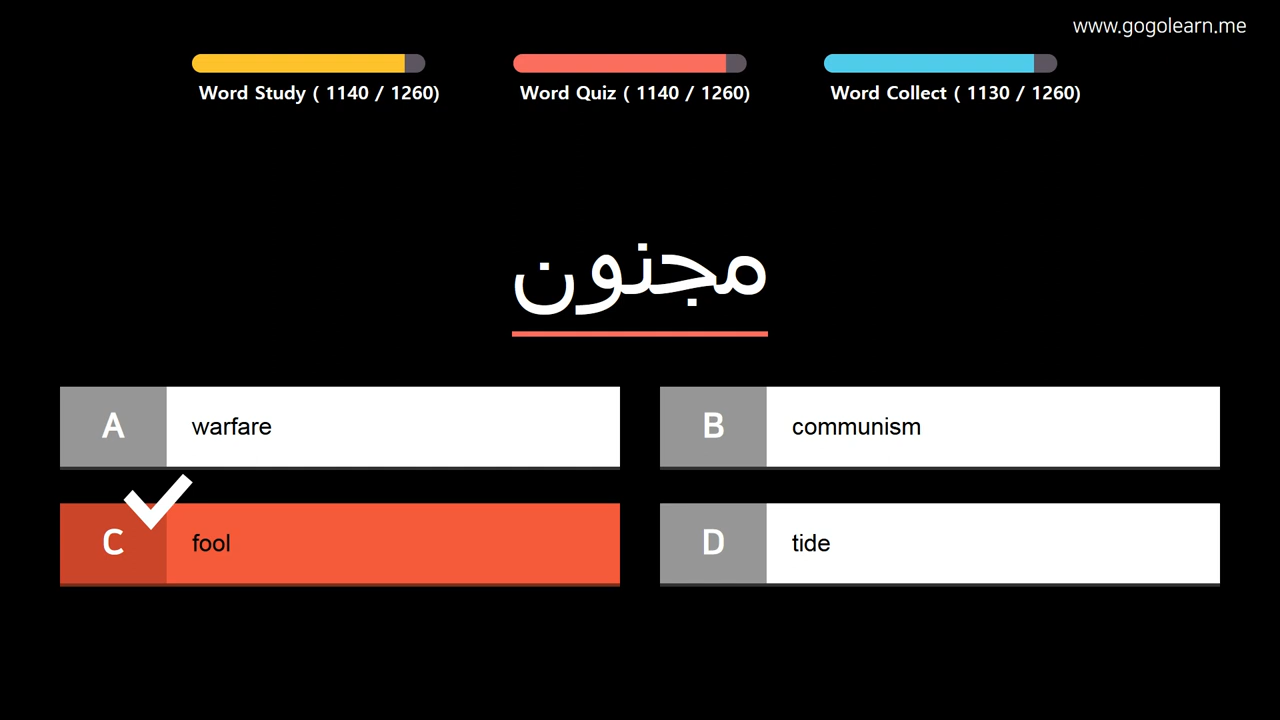 www.gogolearn.me
Word Study ( 1140 / 1260)
Word Quiz ( 1140 / 1260)
Word Collect ( 1130 / 1260)
مجنون
A warfare
B communism
C fool
D tide